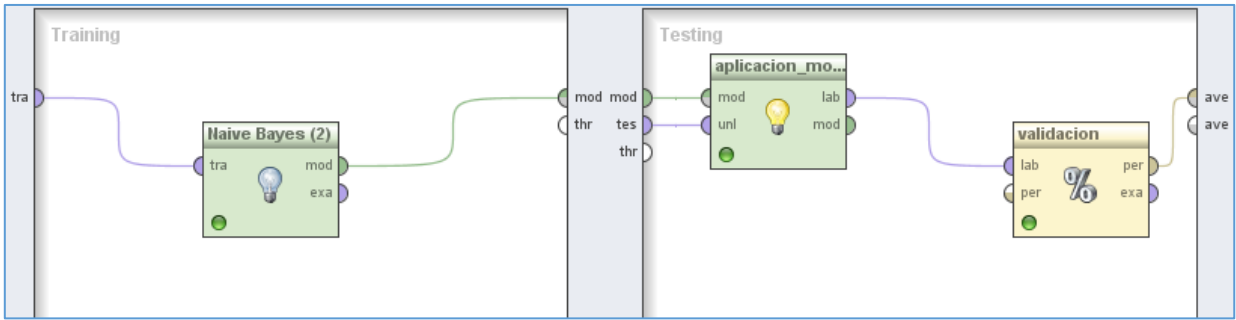 Training
tra
Naive Bayes (2)
tra mod
exa
mod mod
thr tes
thr
Testing
aplicacion_mo...
mod lab
unl mod
validacion
lab per
per exa
%
ave
ave